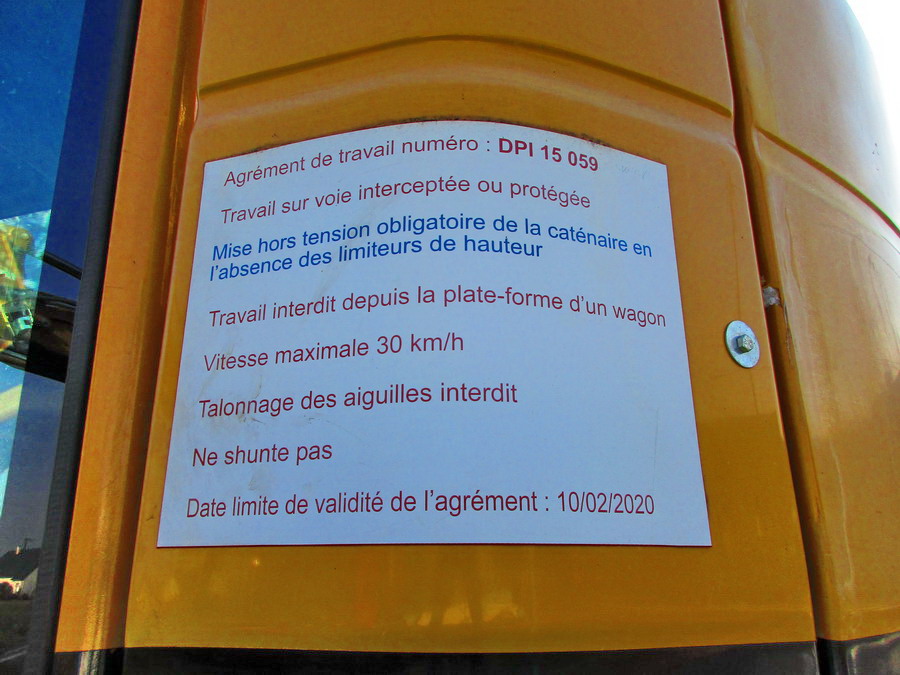 Agrément de travail numéro : DPI 15 059
Travail sur voie interceptée ou protégée
Mise hors tension obligatoire de la caténaire en
l'absence des limiteurs de hauteur
Travail interdit depuis la plate-forme d'un wagon
Vitesse maximale 30 km/h
Talonnage des aiguilles interdit
Ne shunte pas
Date limite de validité de l'agrément : 10/02/2020